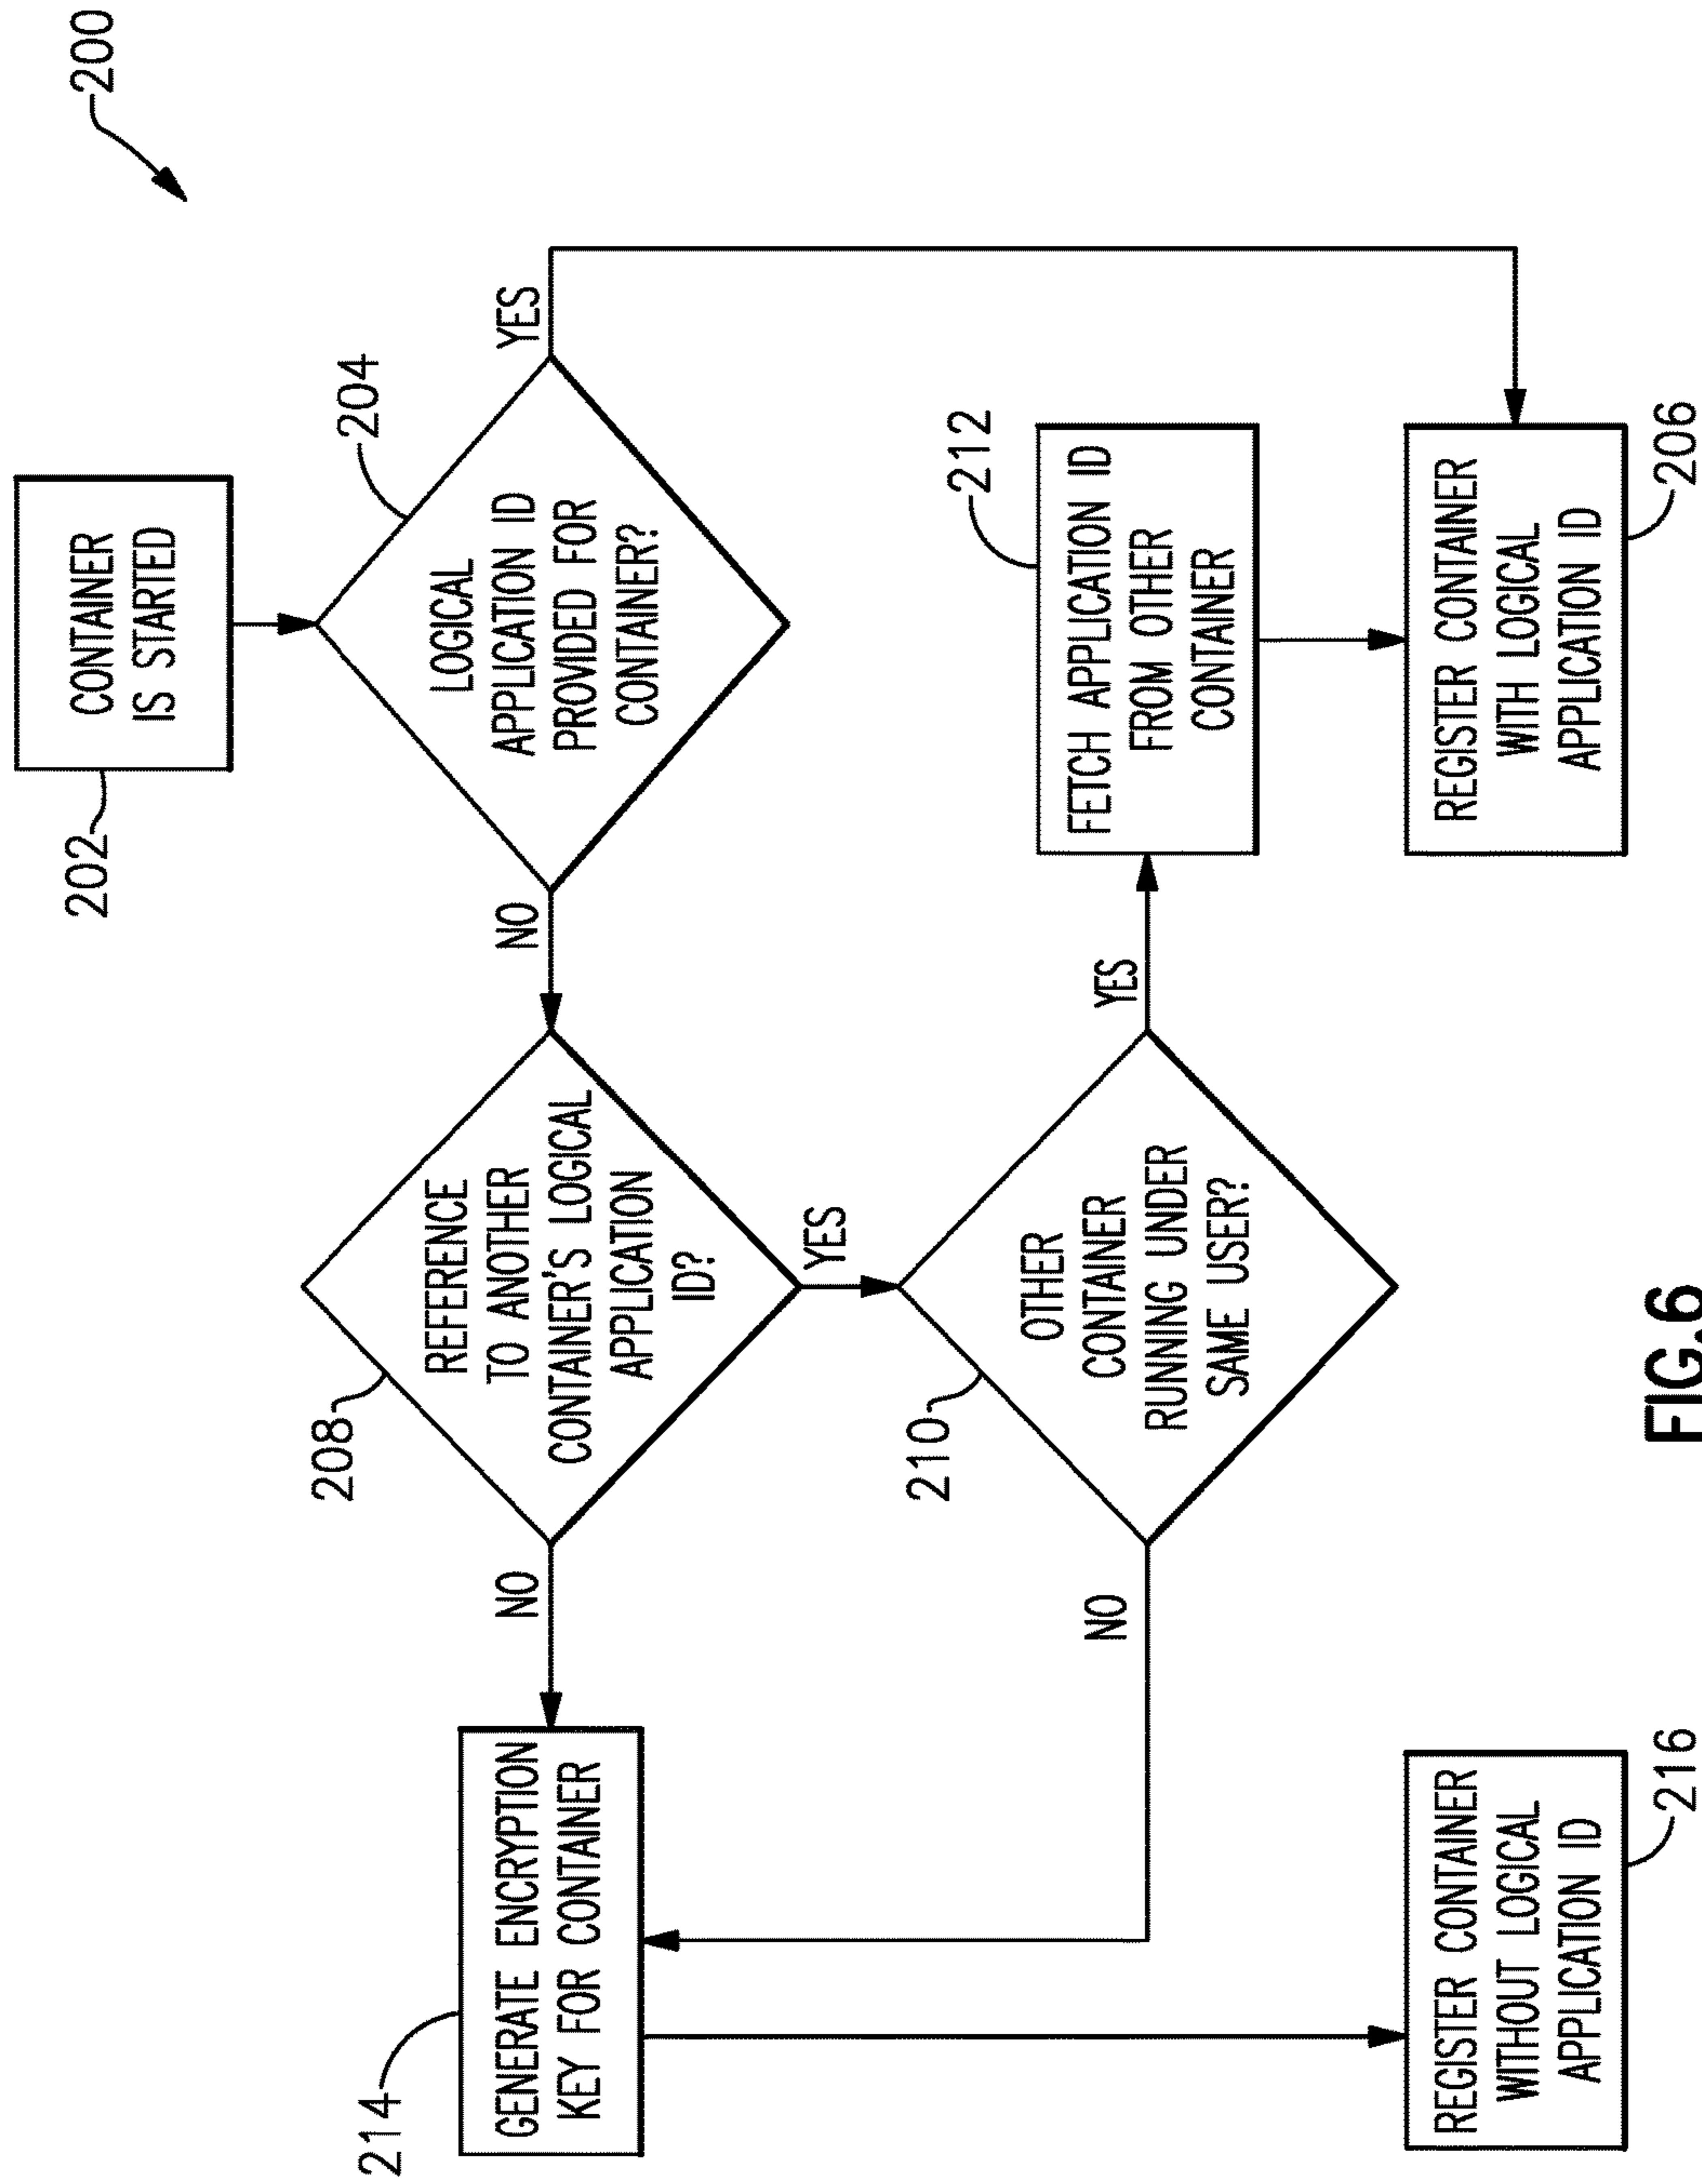 200
202
CONTAINER
IS STARTED
204
LOGICAL
APPLICATION ID
PROVIDED FOR
CONTAINER?
YES
NO
208
REFERENCE
TO ANOTHER
CONTAINER'S LOGICAL
APPLICATION
ID?
NO
YES
214
GENERATE ENCRYPTION
KEY FOR CONTAINER
210
OTHER
CONTAINER
RUNNING UNDER
SAME USER?
NO
YES
212
FETCH APPLICATION ID
FROM OTHER
CONTAINER
REGISTER CONTAINER
WITHOUT LOGICAL
APPLICATION ID
216
REGISTER CONTAINER
WITH LOGICAL
APPLICATION ID
206
FIG.6